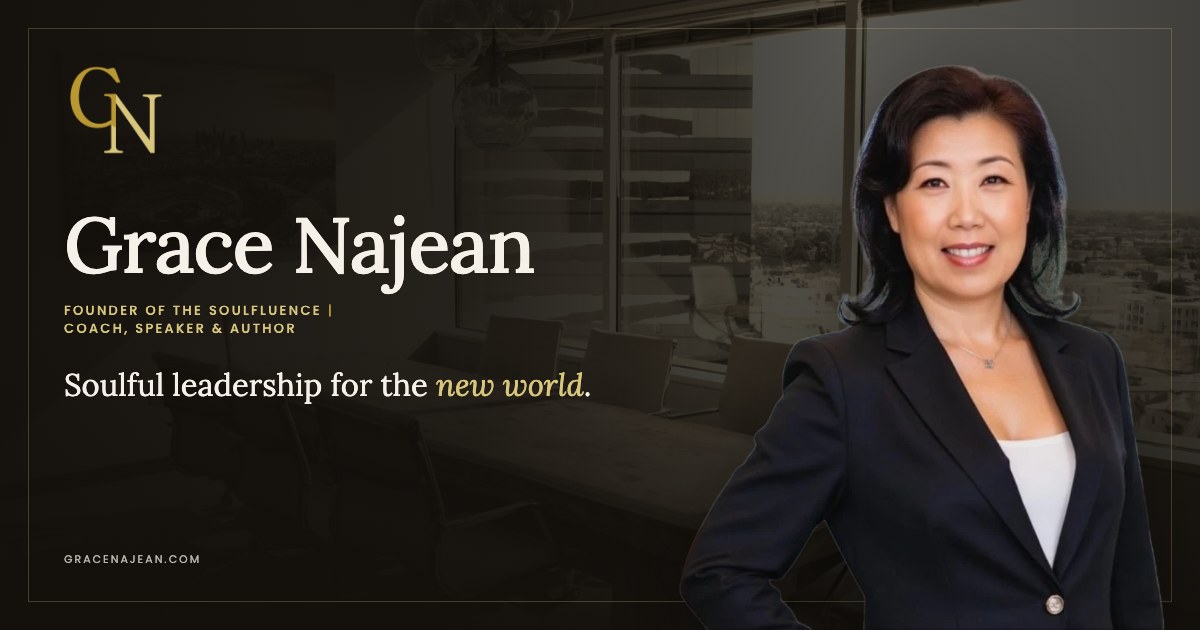 GN
Grace Najean
FOUNDER OF THE SOULFLUENCE |
COACH, SPEAKER & AUTHOR
Soulful leadership for the new world.
GRACENAJEAN.COM